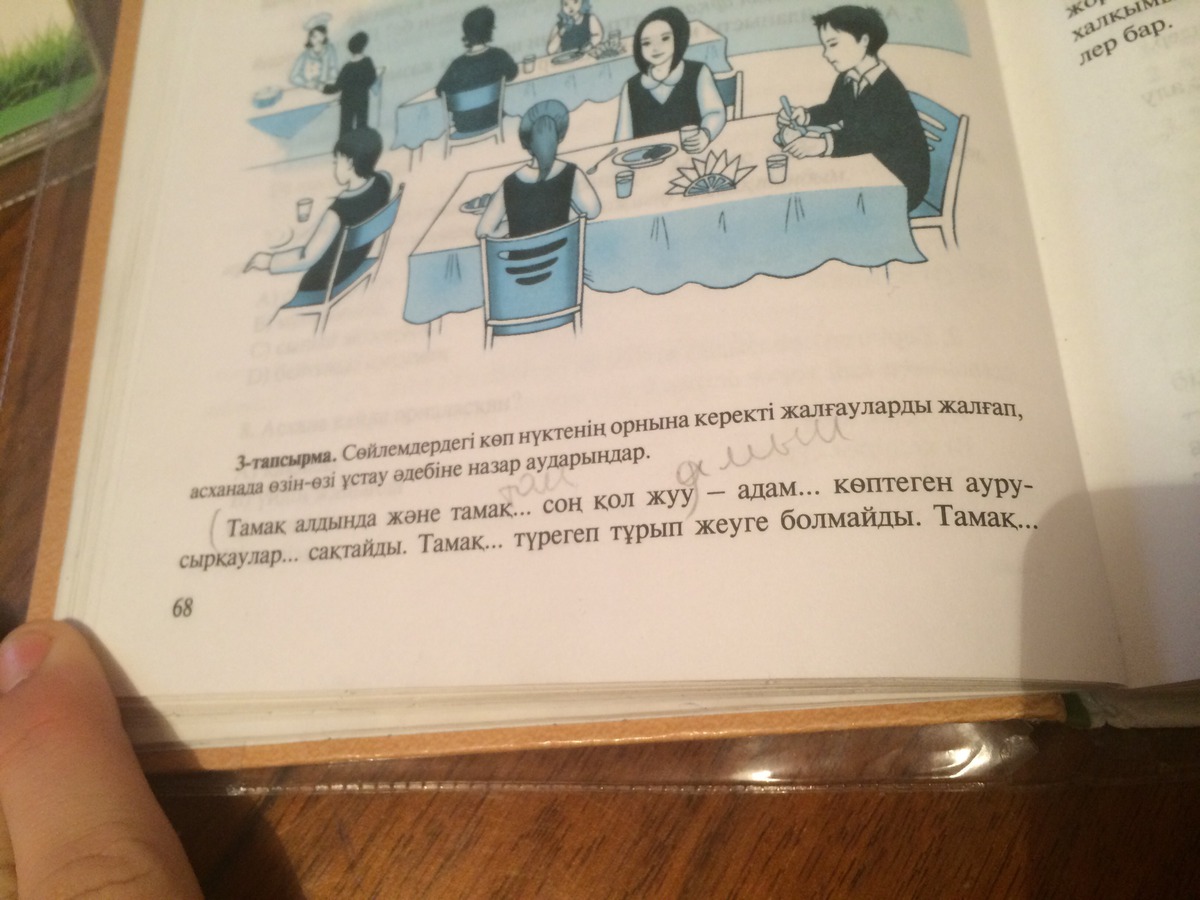 жор
халқымы
лер бар.
3-тапсырма. Сөйлемдердегі көп нүктенің орнына керекті жалғауларды жалғап,
асханада өзін-өзі ұстау әдебіне назар аударыңдар.
Тамақ алдында және тамақ... соң қол жуу – адам... көптеген ауру-
сырқаулар... сақтайды. Тамақ... түрегеп тұрып жеуге болмайды. Тамақ...
68